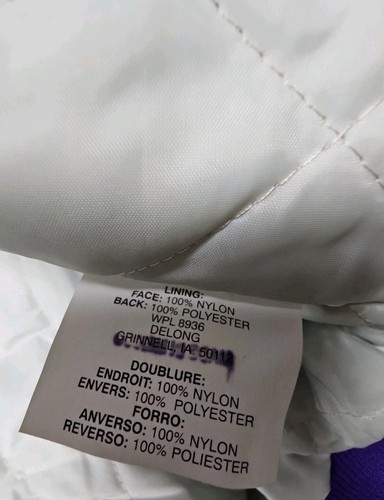 LINING:
FACE: 100% NYLON
BACK: 100% POLYESTER
WPL 8936
DELONG
GRINNELL, IA. 50112
DOUBLURE:
ENDROIT: 100% NYLON
ENVERS: 100% POLYESTER
FORRO:
ANVERSO: 100% NYLON
REVERSO: 100% POLYESTER